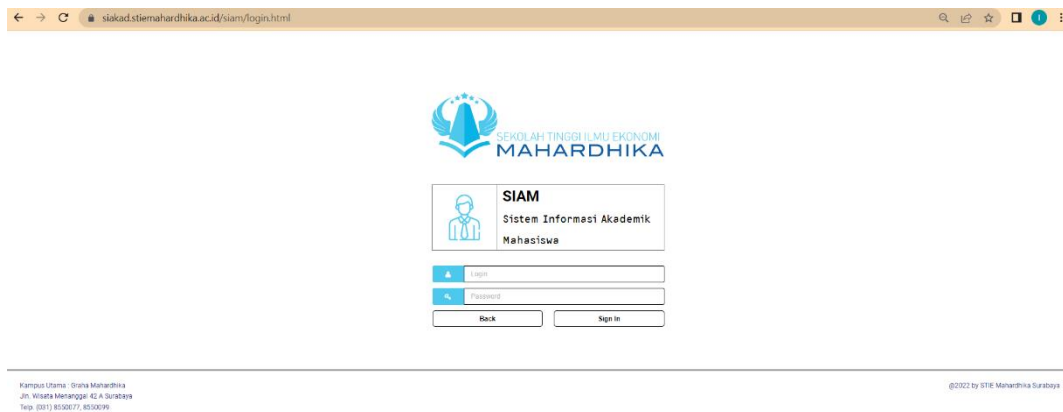 siakad.stiemahardhika.ac.id/siam/login.html
SEKOLAH TINGGI ILMU EKONOMI
MAHARDHIKA
SIAM
Sistem Informasi Akademik
Mahasiswa
Login
Password
Back
Sign In
Kampus Utama : Graha Mahardhika
Jln. Wisata Menanggal 42 A Surabaya
Telp. (031) 8550077, 8550099
@2022 by STIE Mahardhika Surabaya